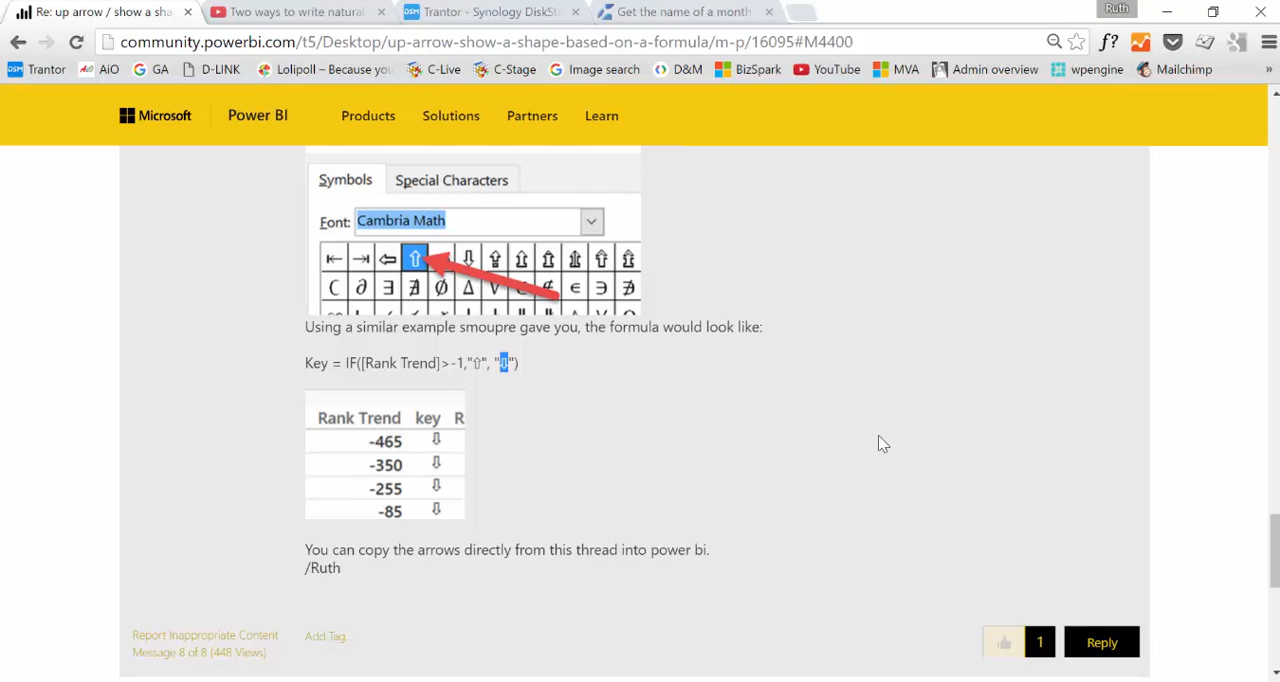 Re: up arrow / show a sha
Two ways to write natural
DSM Trantor - Synology DiskSt
Get the name of a month
Ruth
community.powerbi.com/t5/Desktop/up-arrow-show-a-shape-based-on-a-formula/m-p/16095#M4400
f?
DSM Trantor AiO AiO G GA D-LINK Lolipoll – Because you C-Live C-Stage G Image search D&M BizSpark YouTube MVA Admin overview wpengine Mailchimp »
Microsoft Power BI Products Solutions Partners Learn
Symbols Special Characters
Font: Cambria Math
⇤ ⇥ ⇦ ⇧ ⇩ ⇪ ⇫ ⇬ ⇭ ⇮ ⇯
∁ ∂ ∃ ∄ ∅ ∆ ∇ ∈ ∉ ∊ ∋ ∌
Using a similar example smoupre gave you, the formula would look like:
Key = IF([Rank Trend]>-1,"⇧", "⇩")
Rank Trend key R
-465 ⇩
-350 ⇩
-255 ⇩
-85 ⇩
You can copy the arrows directly from this thread into power bi.
/Ruth
Report Inappropriate Content
Add Tag
Message 8 of 8 (448 Views)
1
Reply